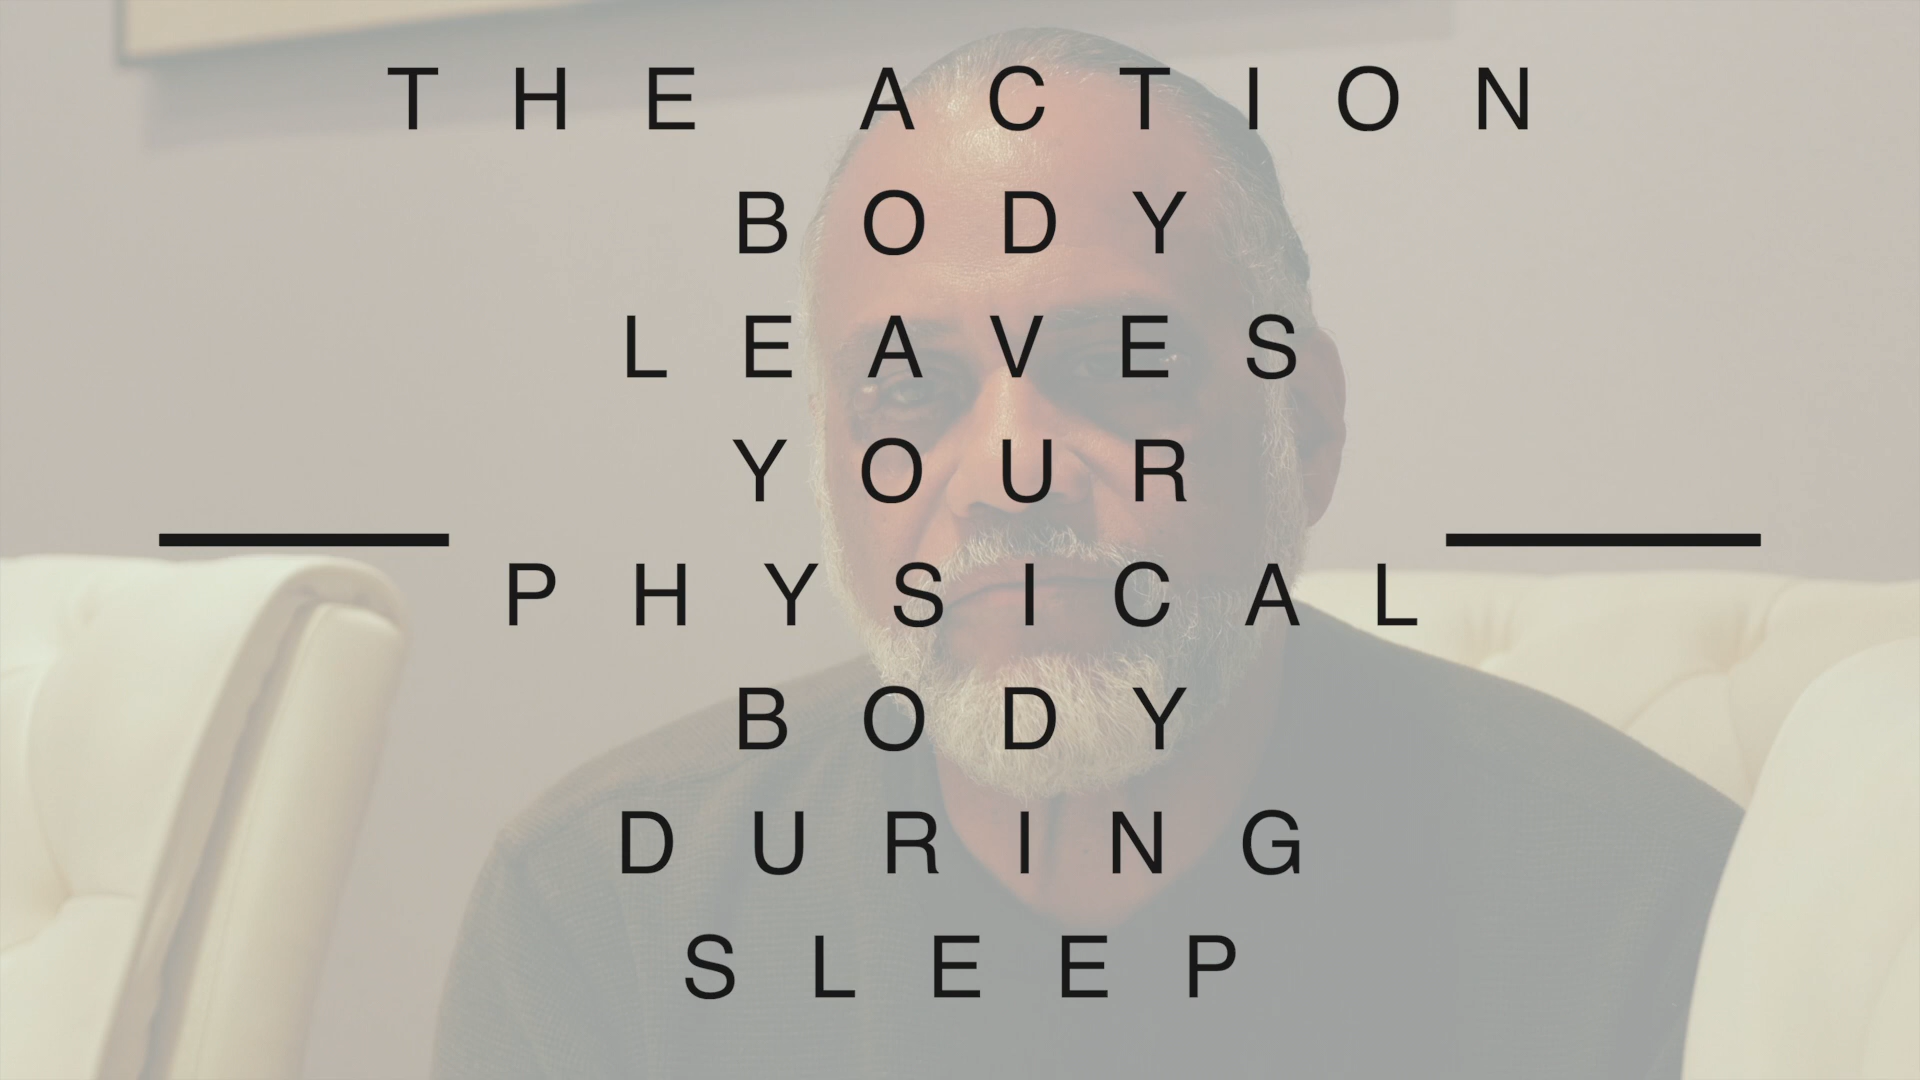 THE ACTION
BODY
LEAVES
YOUR
PHYSICAL
BODY
DURING
SLEEP